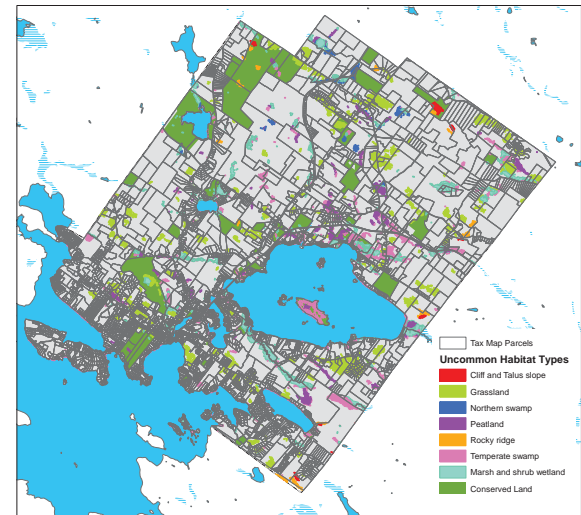 Tax Map Parcels
Uncommon Habitat Types
Cliff and Talus slope
Grassland
Northern swamp
Peatland
Rocky ridge
Temperate swamp
Marsh and shrub wetland
Conserved Land